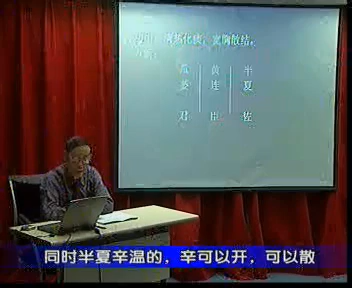 清热化痰，宽胸散结。
黄 半
蒌 连 夏
君 臣 佐
同时半夏辛温的，辛可以开，可以散